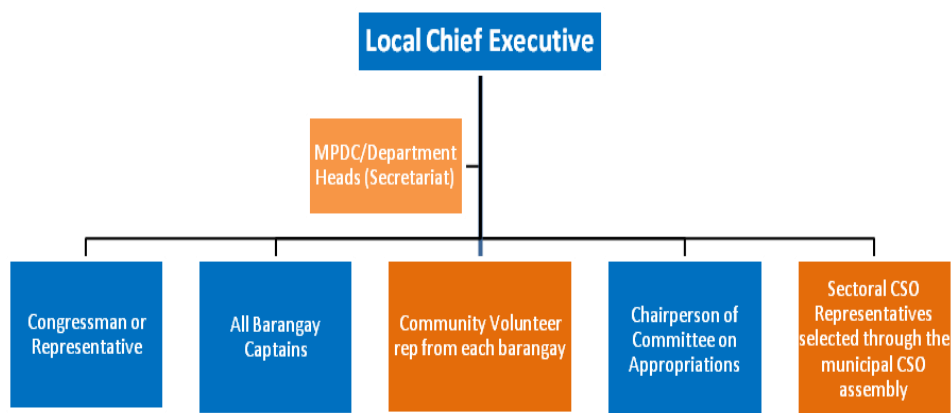 Local Chief Executive
MPDC/Department
Heads (Secretariat)
Congressman or
Representative
All Barangay
Captains
Community Volunteer
rep from each barangay
Chairperson of
Committee on
Appropriations
Sectoral CSO
Representatives
selected through the
municipal CSO
assembly